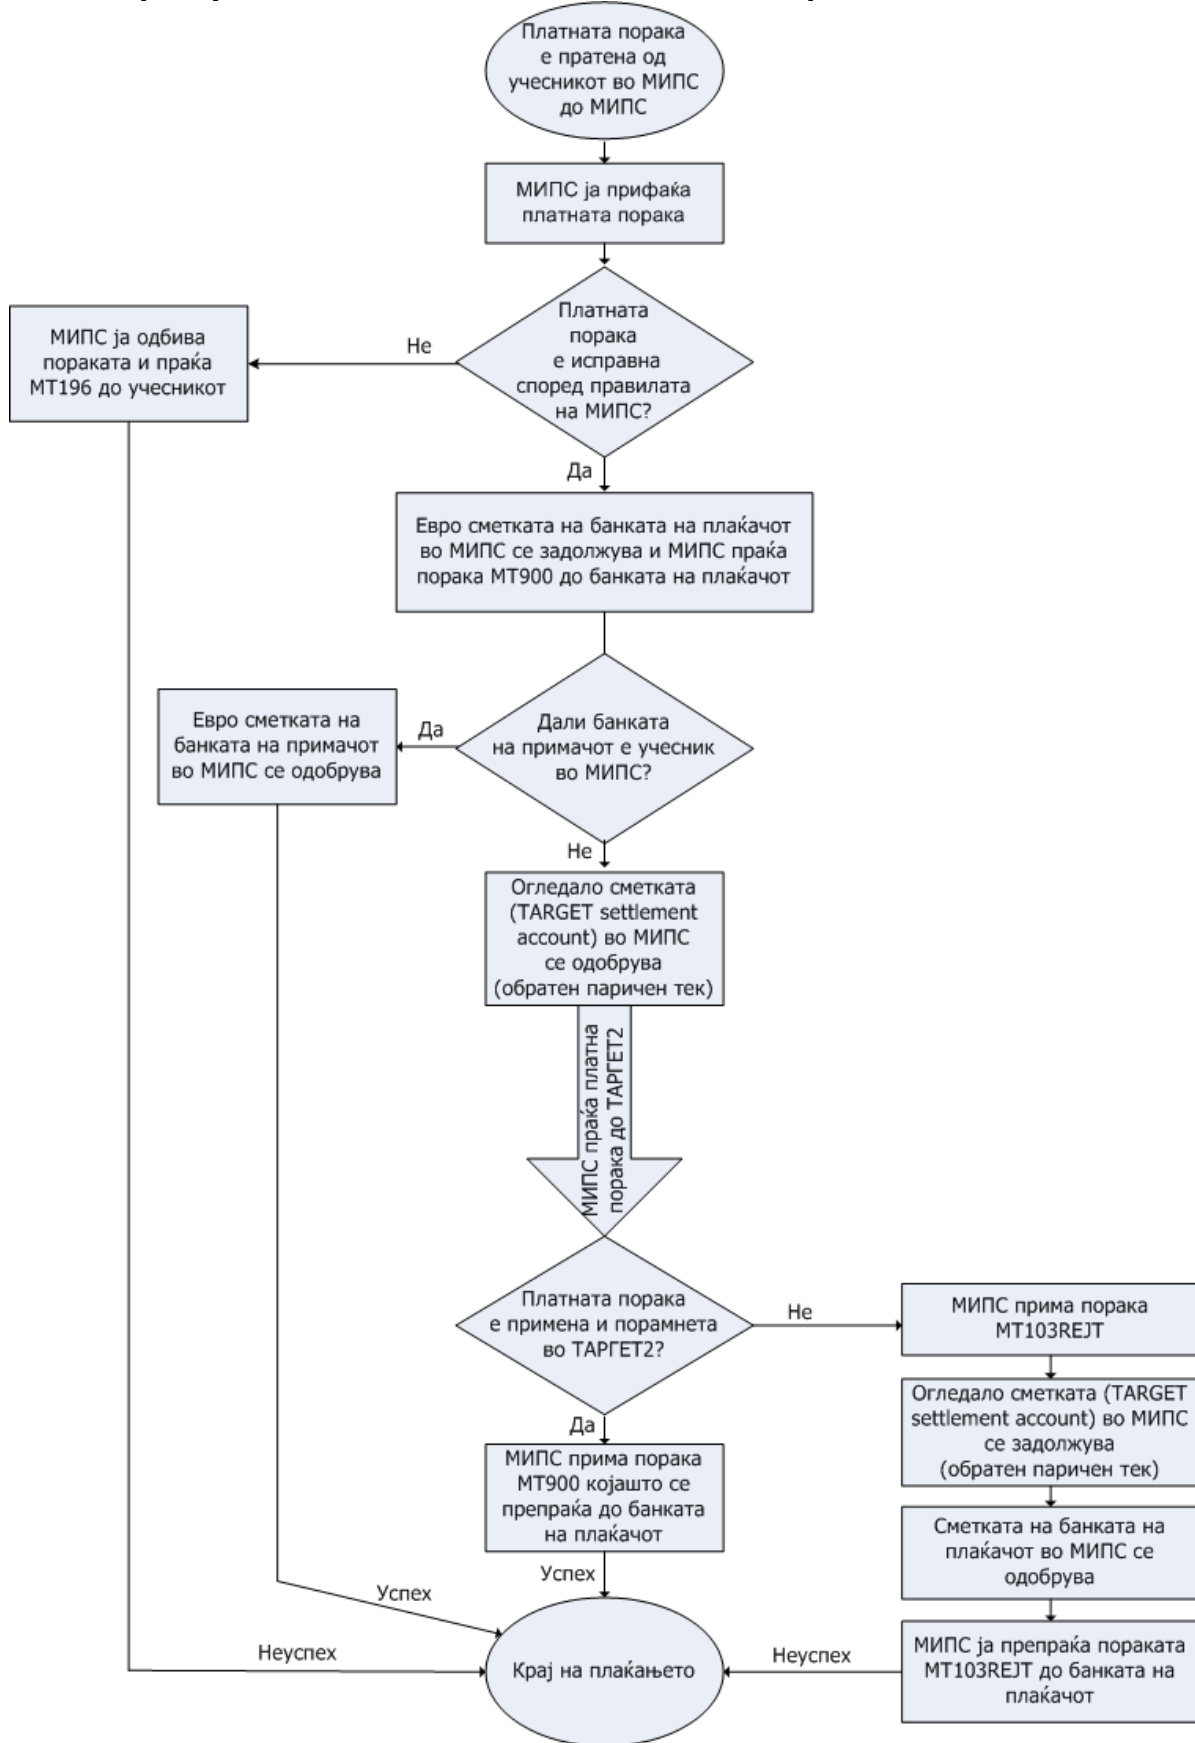 Платната порака
е пратена од
учесникот во МИПС
до МИПС
МИПС ја прифаќа
платната порака
Платната
порака
е исправна
според правилата
на МИПС?
Не
МИПС ја одбива
пораката и праќа
МТ196 до учесникот
Да
Евро сметката на банката на плаќачот
во МИПС се задолжува и МИПС праќа
порака МТ900 до банката на плаќачот
Дали банката
на примачот е учесник
во МИПС?
Да
Евро сметката на
банката на примачот
во МИПС се одобрува
Не
Огледало сметката
(TARGET settlement
account) во МИПС
се одобрува
(обратен паричен тек)
МИПС праќа платна
порака до ТАРГЕТ2
Платната порака
е примена и порамнета
во ТАРГЕТ2?
Не
МИПС прима порака
MT103REJT
Огледало сметката (TARGET
settlement account) во МИПС
се задолжува
(обратен паричен тек)
Сметката на банката на
плаќачот во МИПС се
одобрува
МИПС ја препраќа пораката
MT103REJT до банката на
плаќачот
Да
МИПС прима порака
МТ900 којашто се
препраќа до банката
на плаќачот
Успех
Успех
Неуспех
Крај на плаќањето
Неуспех